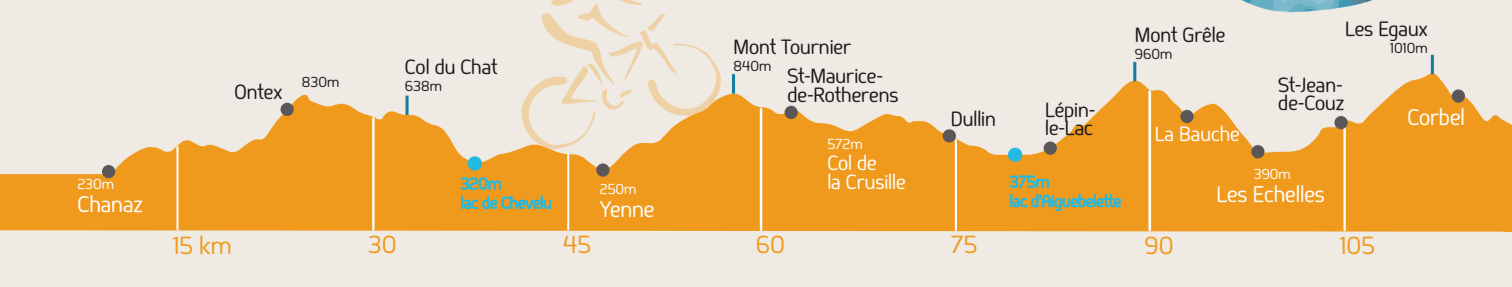 230m
Chanaz
Ontex
830m
Col du Chat
638m
320m
lac de Chevelu
250m
Yenne
Mont Tournier
840m
St-Maurice-
de-Rotherens
572m
Col de
la Crusille
Dullin
375m
lac d'Aiguebelette
Lépin-
le-Lac
Mont Grêle
960m
La Bauche
390m
Les Echelles
St-Jean-
de-Couz
Les Egaux
1010m
Corbel
15 km
30
45
60
75
90
105